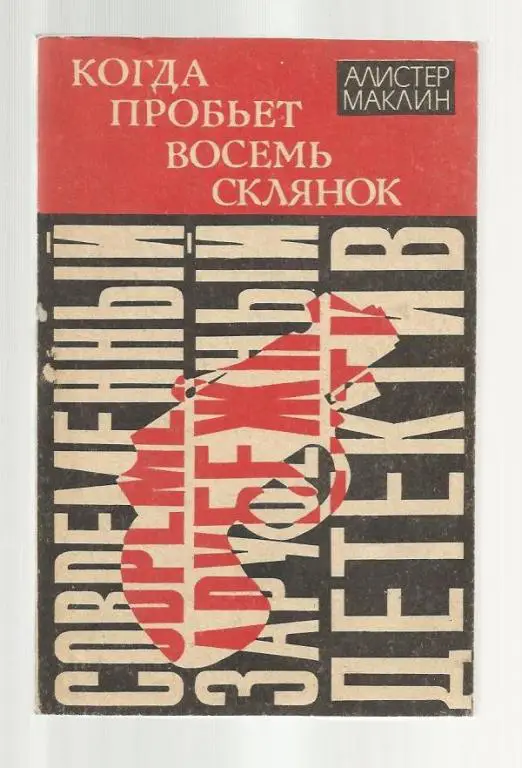 КОГДА
ПРОБЬЕТ
ВОСЕМЬ
СКЛЯНОК
АЛИСТЕР
МАКЛИН
СОВРЕМЕННЫЙ
ЗАРУБЕЖНЫЙ
ДЕТЕКТИВ